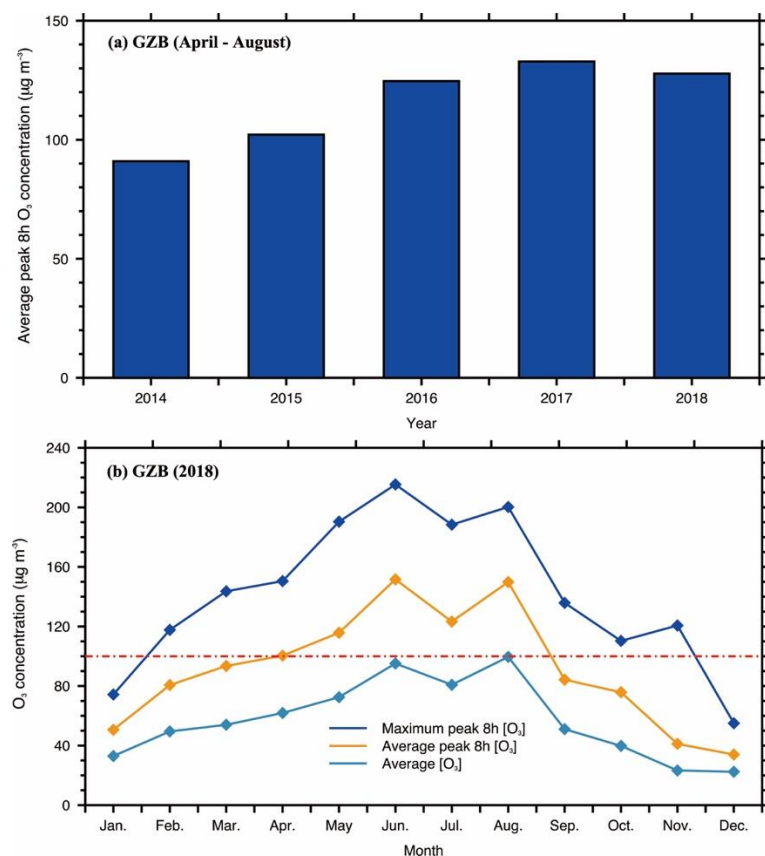 (a) GZB (April - August)
Average peak 8h O₃ concentration (μg m⁻³)
150
100
50
0
2014 2015 2016 2017 2018
Year
(b) GZB (2018)
O₃ concentration (μg m⁻³)
240
200
160
120
80
40
0
Maximum peak 8h [O₃]
Average peak 8h [O₃]
Average [O₃]
Jan. Feb. Mar. Apr. May Jun. Jul. Aug. Sep. Oct. Nov. Dec.
Month